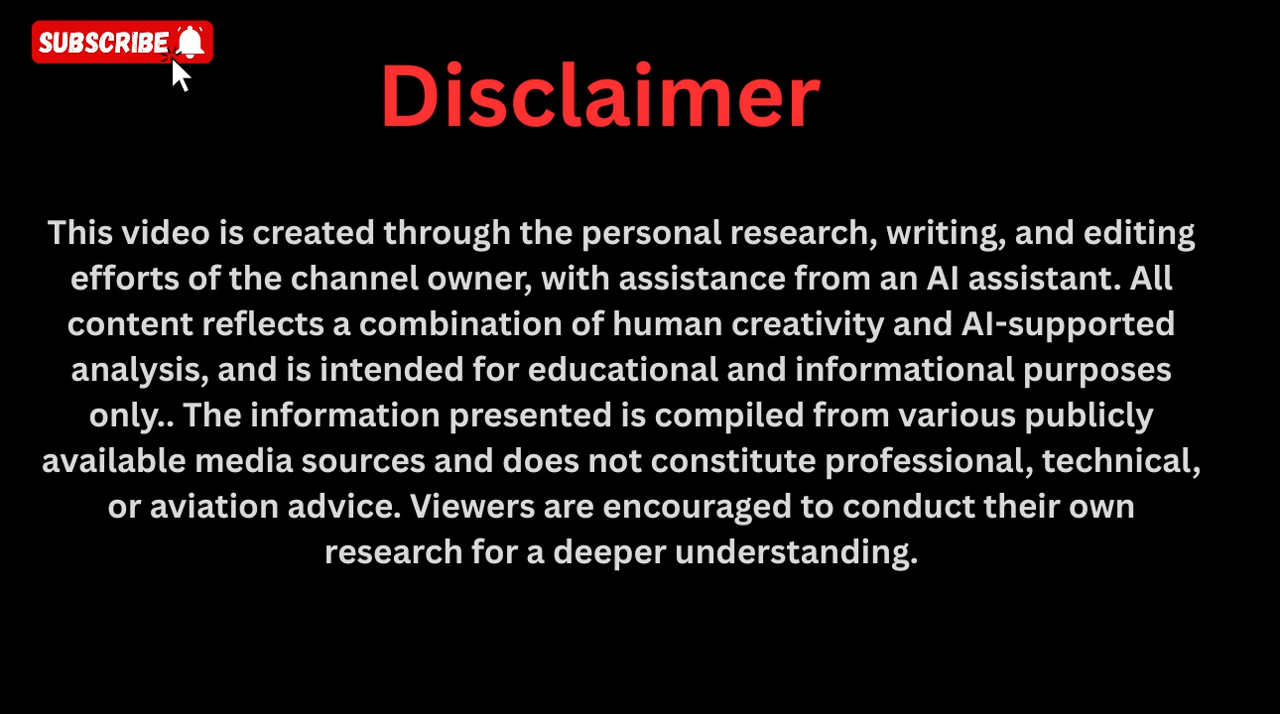 SUBSCRIBE
Disclaimer
This video is created through the personal research, writing, and editing
efforts of the channel owner, with assistance from an AI assistant. All
content reflects a combination of human creativity and AI-supported
analysis, and is intended for educational and informational purposes
only.. The information presented is compiled from various publicly
available media sources and does not constitute professional, technical,
or aviation advice. Viewers are encouraged to conduct their own
research for a deeper understanding.